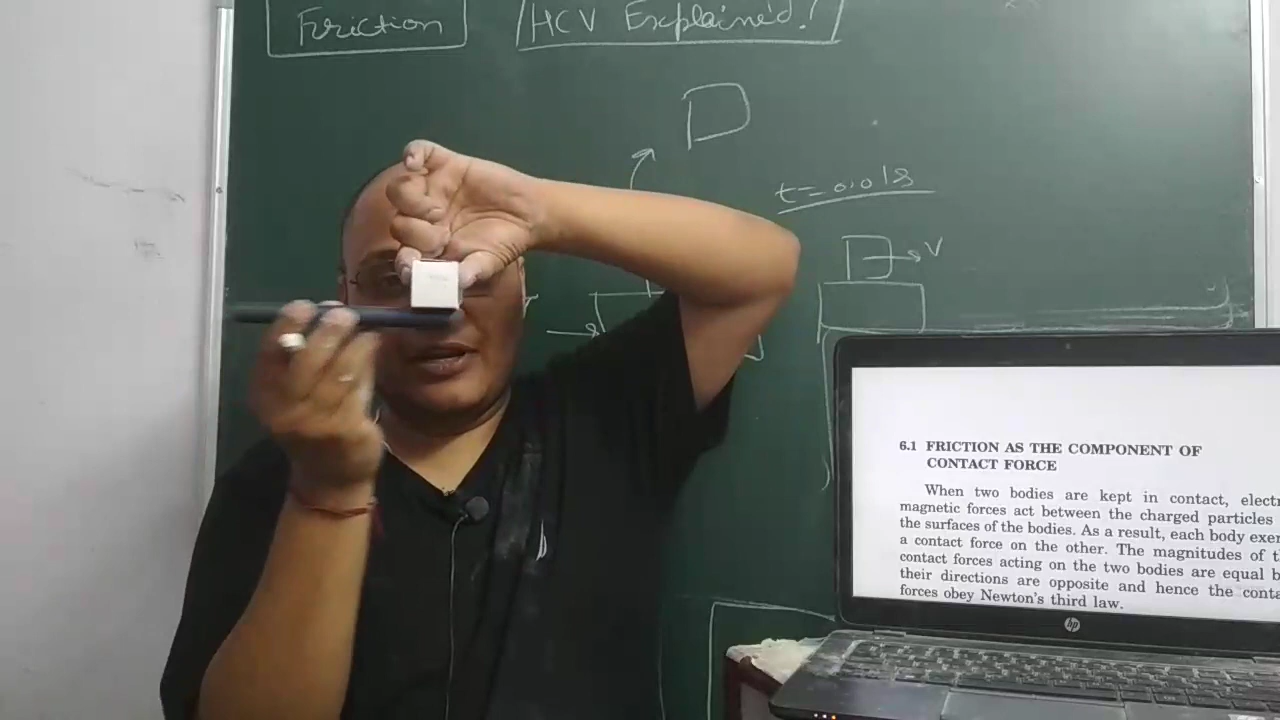 Friction
HCV Explained!
t=0.01s
V
6.1 FRICTION AS THE COMPONENT OF
CONTACT FORCE
When two bodies are kept in contact, electr
magnetic forces act between the charged particles
the surfaces of the bodies. As a result, each body exer
a contact force on the other. The magnitudes of t
contact forces acting on the two bodies are equal b
their directions are opposite and hence the conta
forces obey Newton's third law.
hp